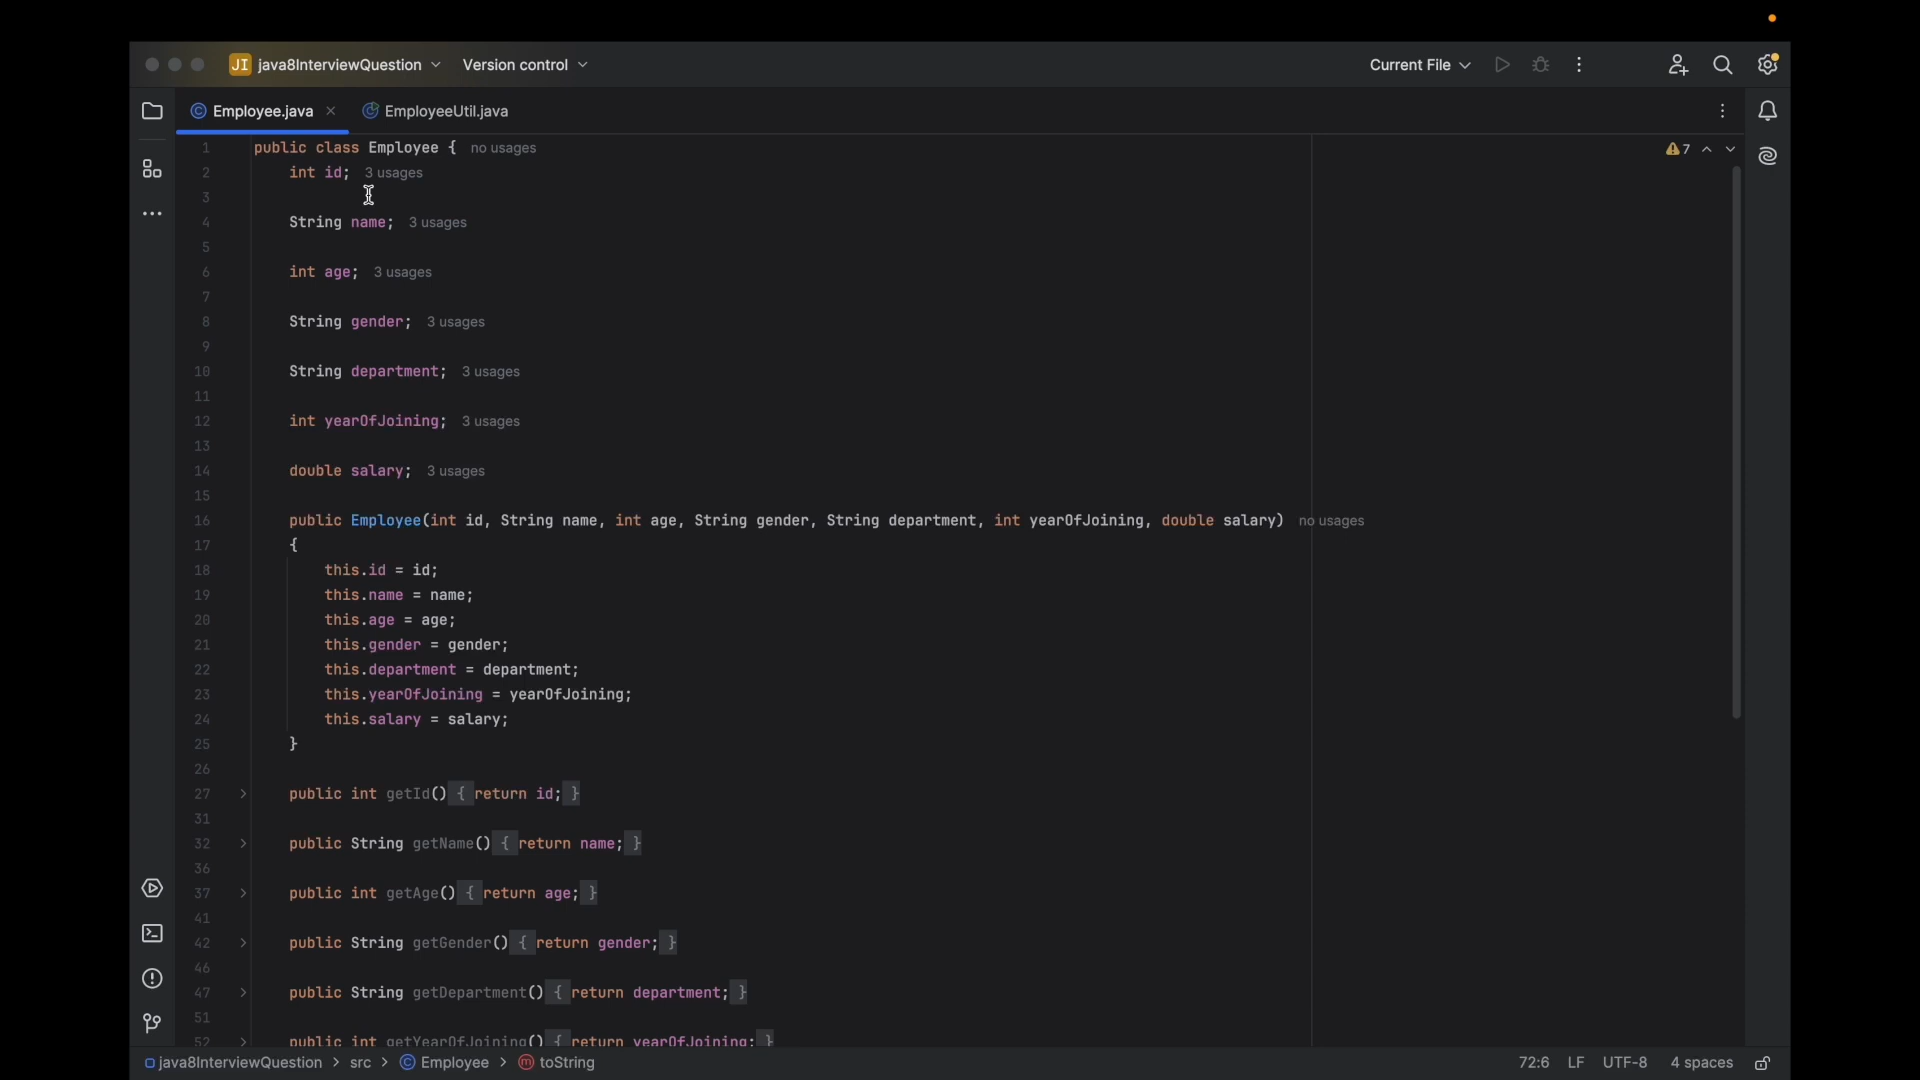 JI java8InterviewQuestion Version control Current File
Employee.java EmployeeUtil.java
1 public class Employee { no usages 7
2 int id; 3 usages
3
4 String name; 3 usages
5
6 int age; 3 usages
7
8 String gender; 3 usages
9
10 String department; 3 usages
11
12 int yearOfJoining; 3 usages
13
14 double salary; 3 usages
15
16 public Employee(int id, String name, int age, String gender, String department, int yearOfJoining, double salary) no usages
17 {
18 this.id = id;
19 this.name = name;
20 this.age = age;
21 this.gender = gender;
22 this.department = department;
23 this.yearOfJoining = yearOfJoining;
24 this.salary = salary;
25 }
26
27 public int getId() { return id; }
31
32 public String getName() { return name; }
36
37 public int getAge() { return age; }
41
42 public String getGender() { return gender; }
46
47 public String getDepartment() { return department; }
51
52 public int getYearOfJoining() { return yearOfJoining; }
java8InterviewQuestion > src > Employee > toString 72:6 LF UTF-8 4 spaces